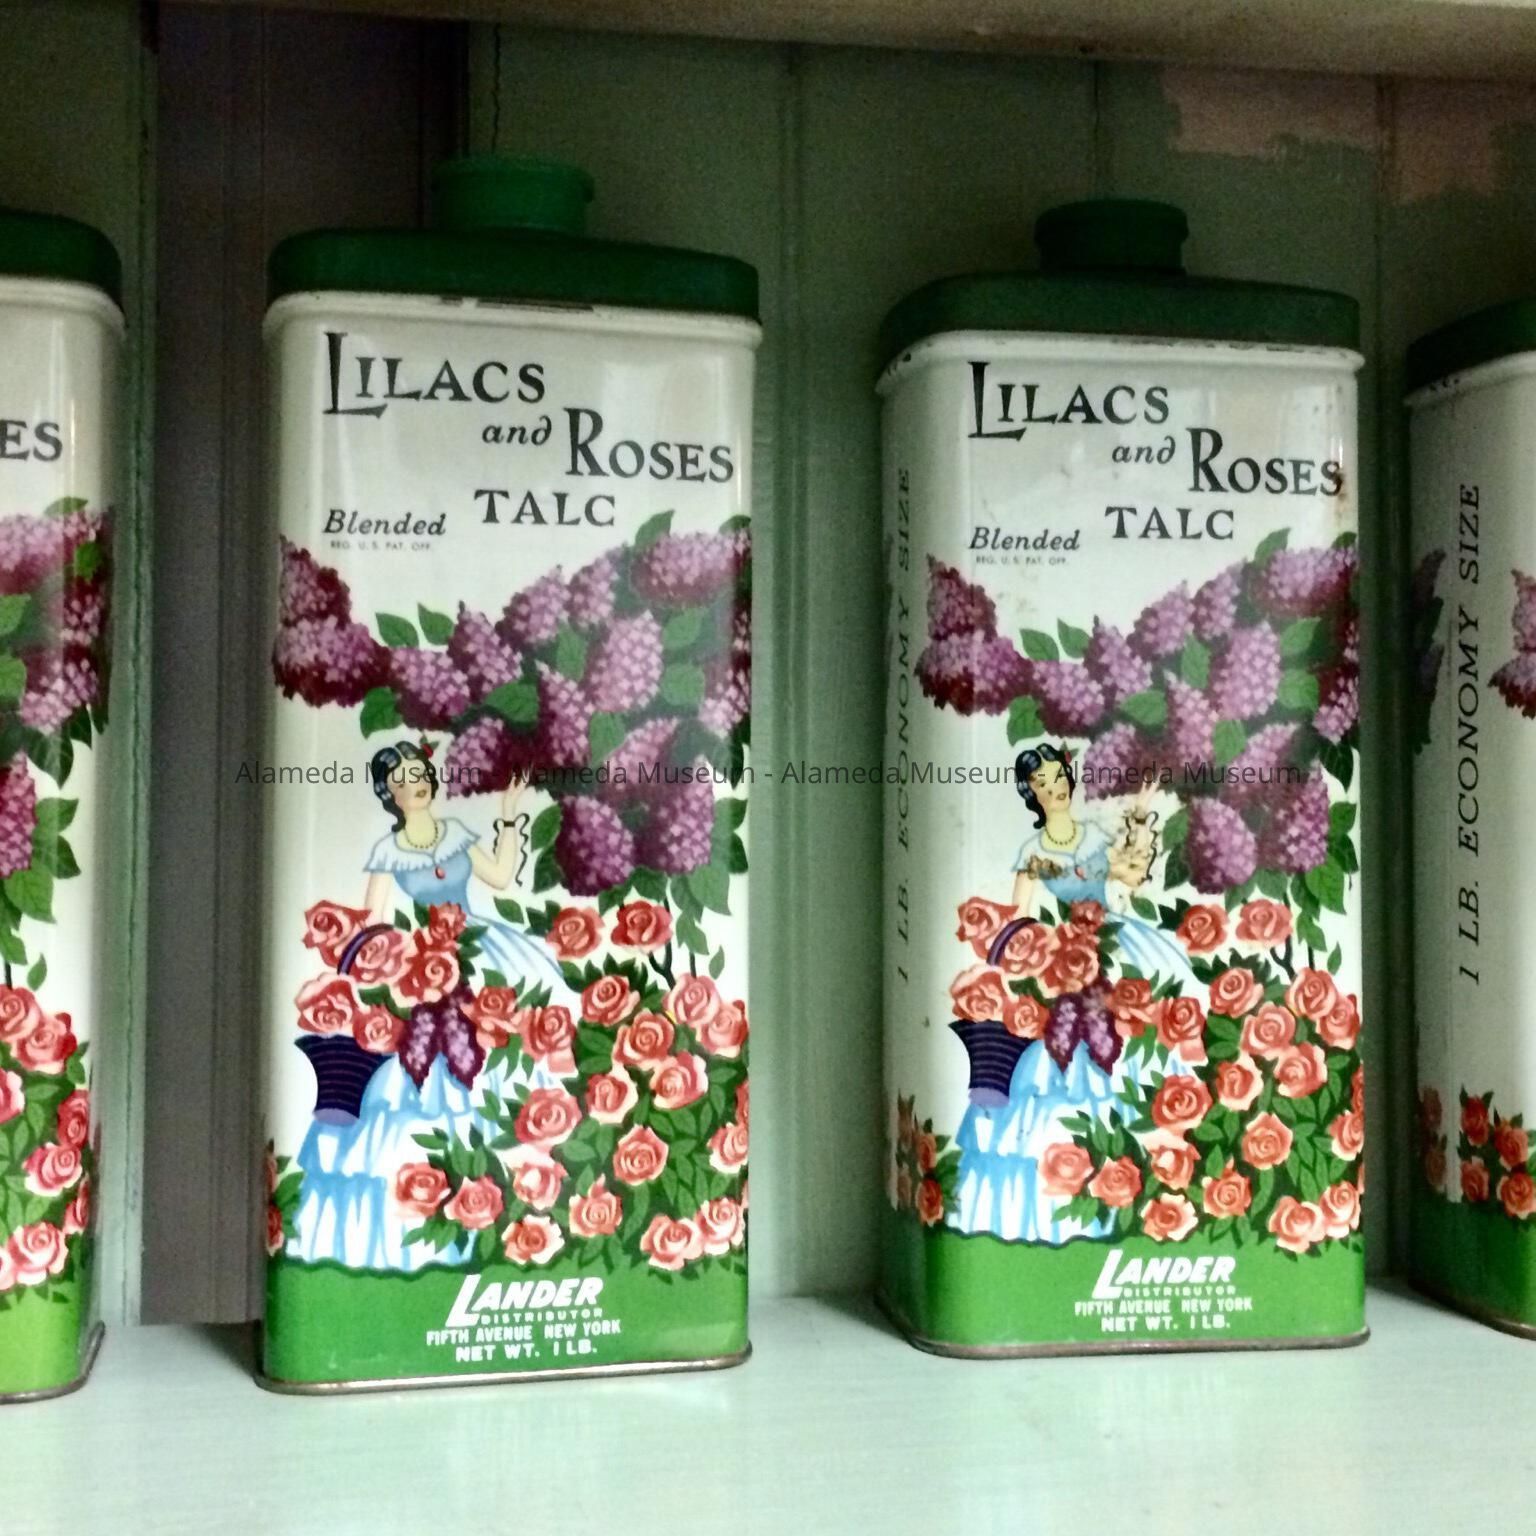 ES
LILACS
and ROSES
TALC
Blended
REG. U. S. PAT. OFF.
LANDER
DISTRIBUTOR
FIFTH AVENUE NEW YORK
NET WT. 1 LB.
1 LB. ECONOMY SIZE
LILACS
and ROSES
TALC
Blended
REG. U. S. PAT. OFF.
LANDER
DISTRIBUTOR
FIFTH AVENUE NEW YORK
NET WT. 1 LB.
1 LB. ECONOMY SIZE
Alameda Museum - Alameda Museum - Alameda Museum - Alameda Museum